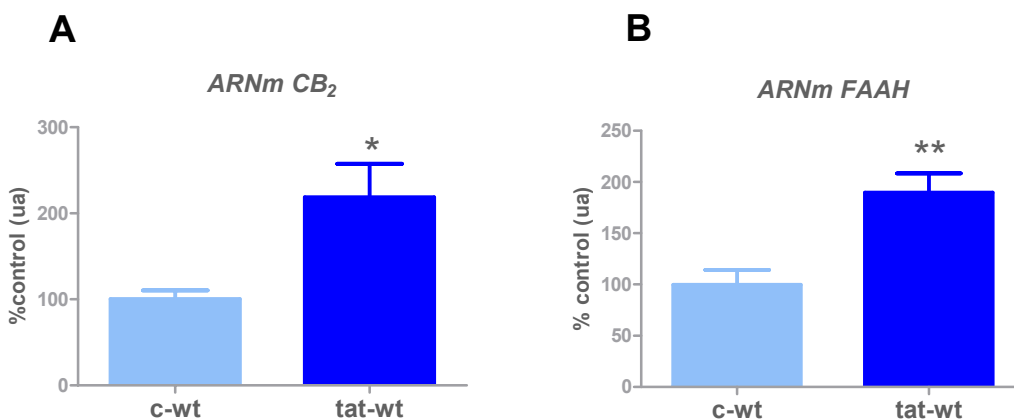 A
ARNm CB₂
%control (ua)
300
200
100
0
*
c-wt
tat-wt
B
ARNm FAAH
% control (ua)
250
200
150
100
50
0
**
c-wt
tat-wt